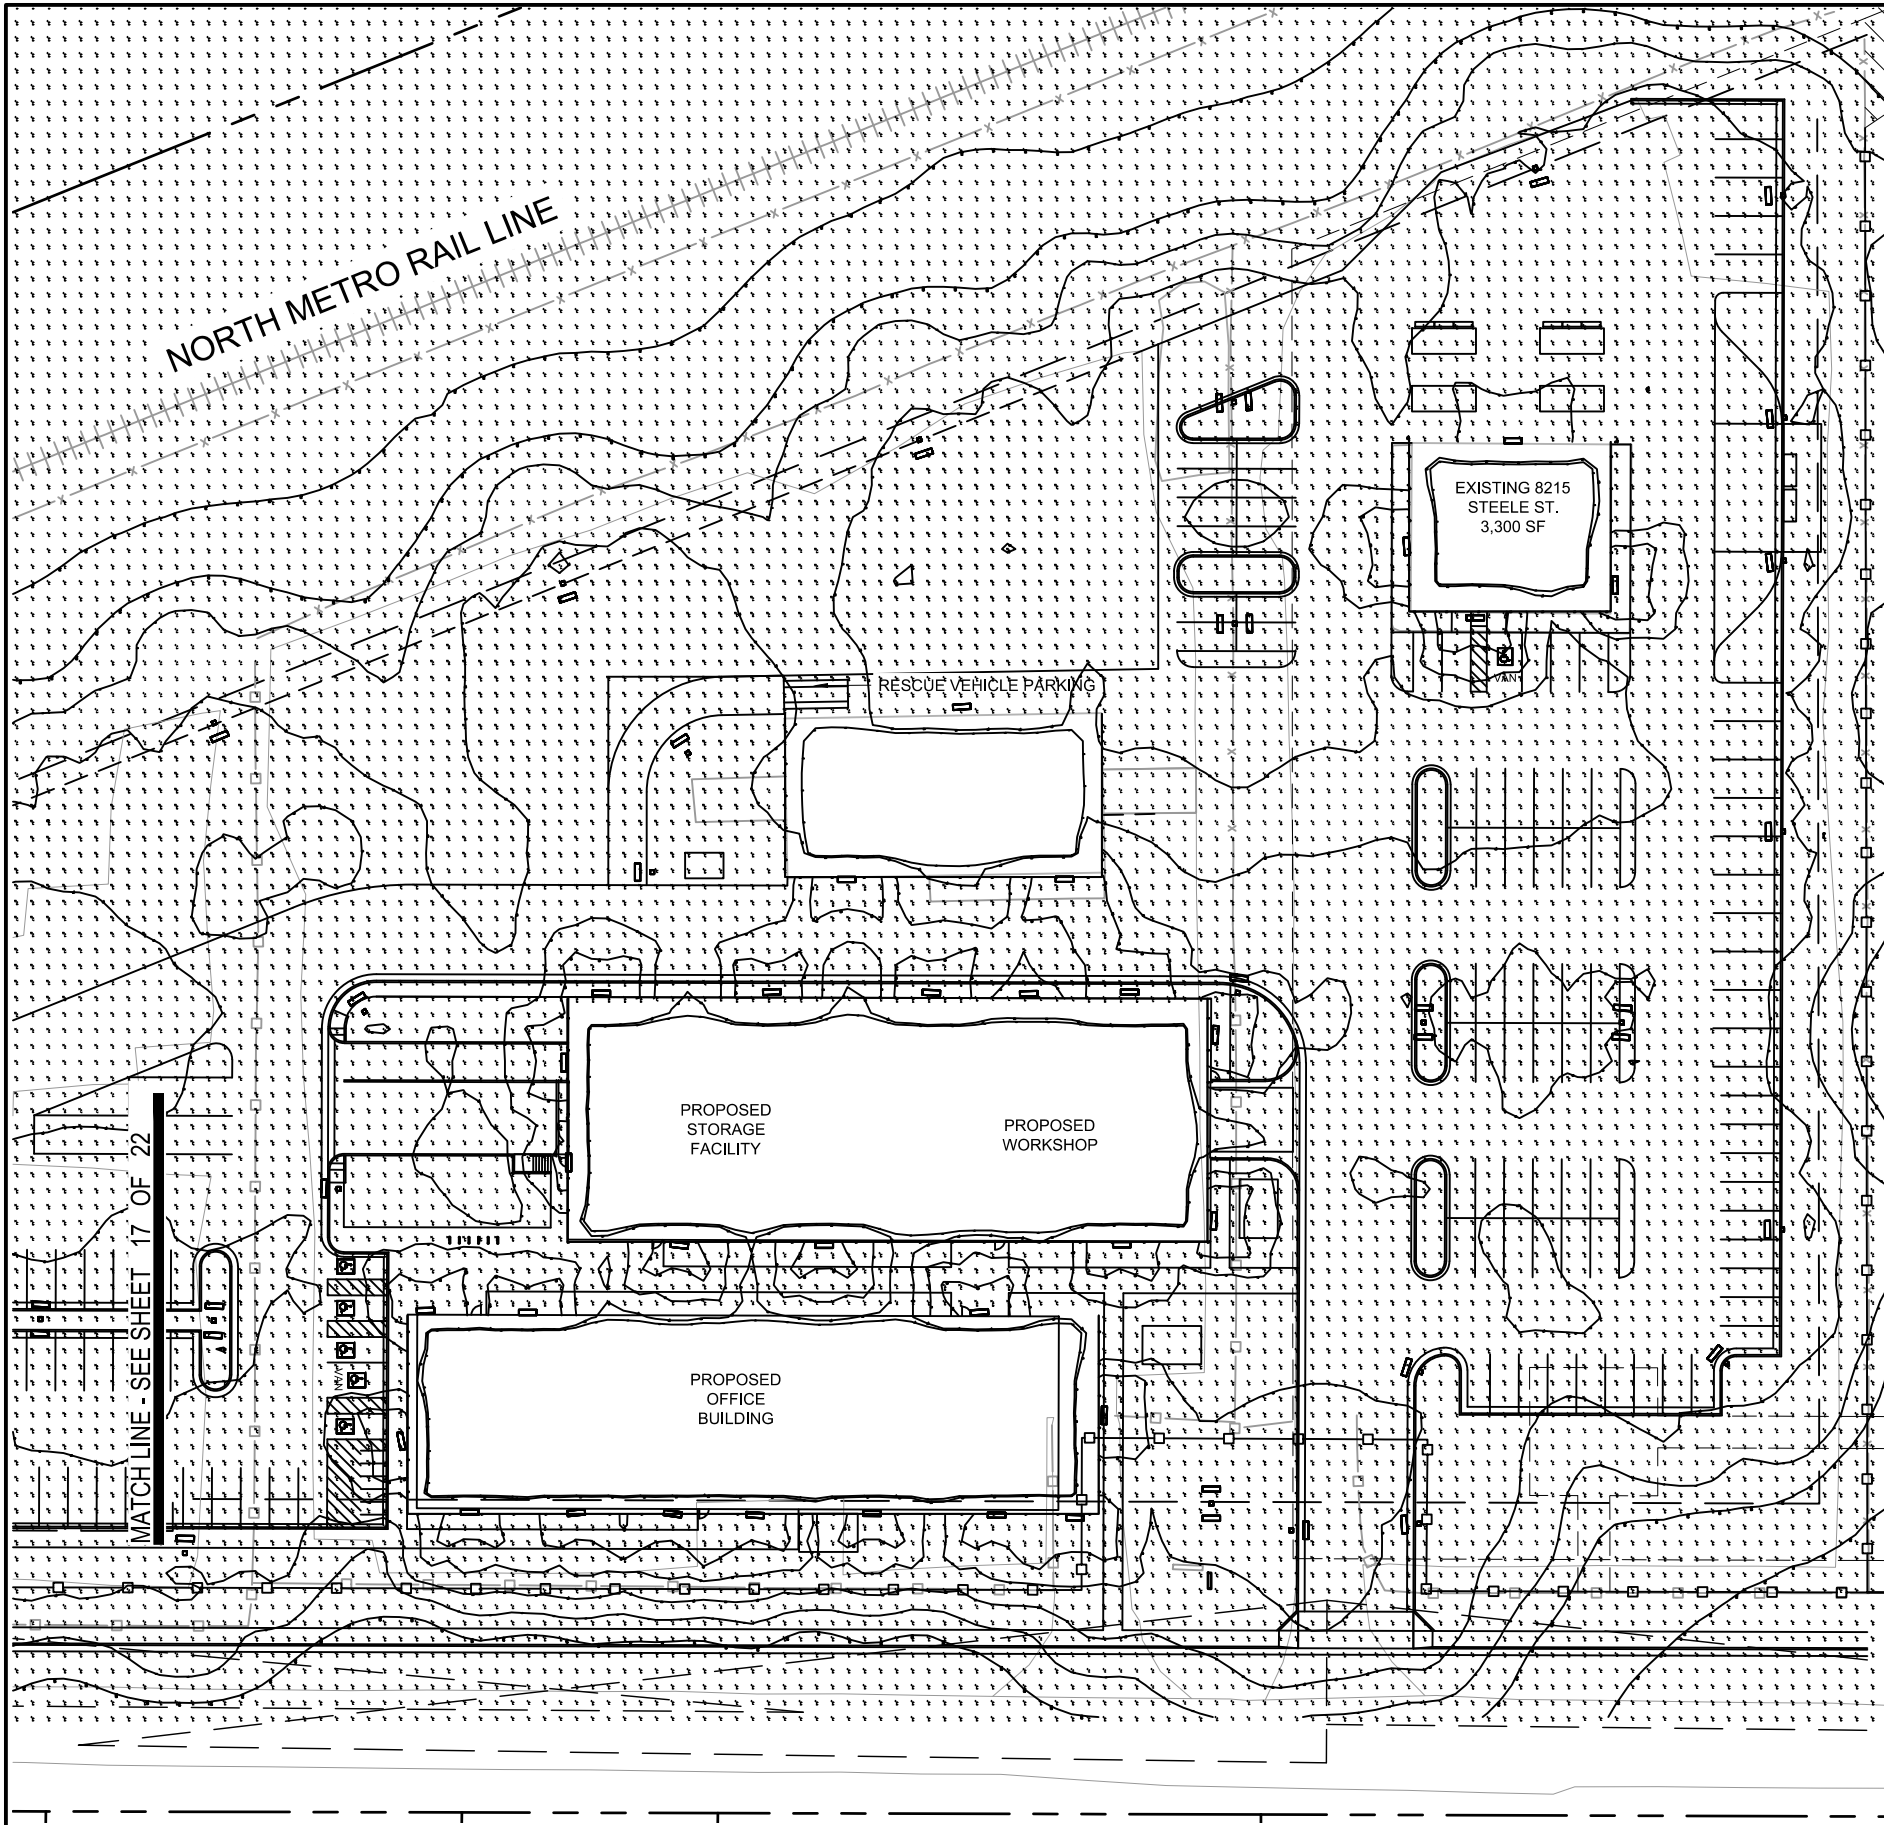 NORTH METRO RAIL LINE
EXISTING 8215
STEELE ST.
3,300 SF
VAN
RESCUE VEHICLE PARKING
PROPOSED
STORAGE
FACILITY
PROPOSED
WORKSHOP
MATCH LINE - SEE SHEET 17 OF 22
VAN
PROPOSED
OFFICE
BUILDING